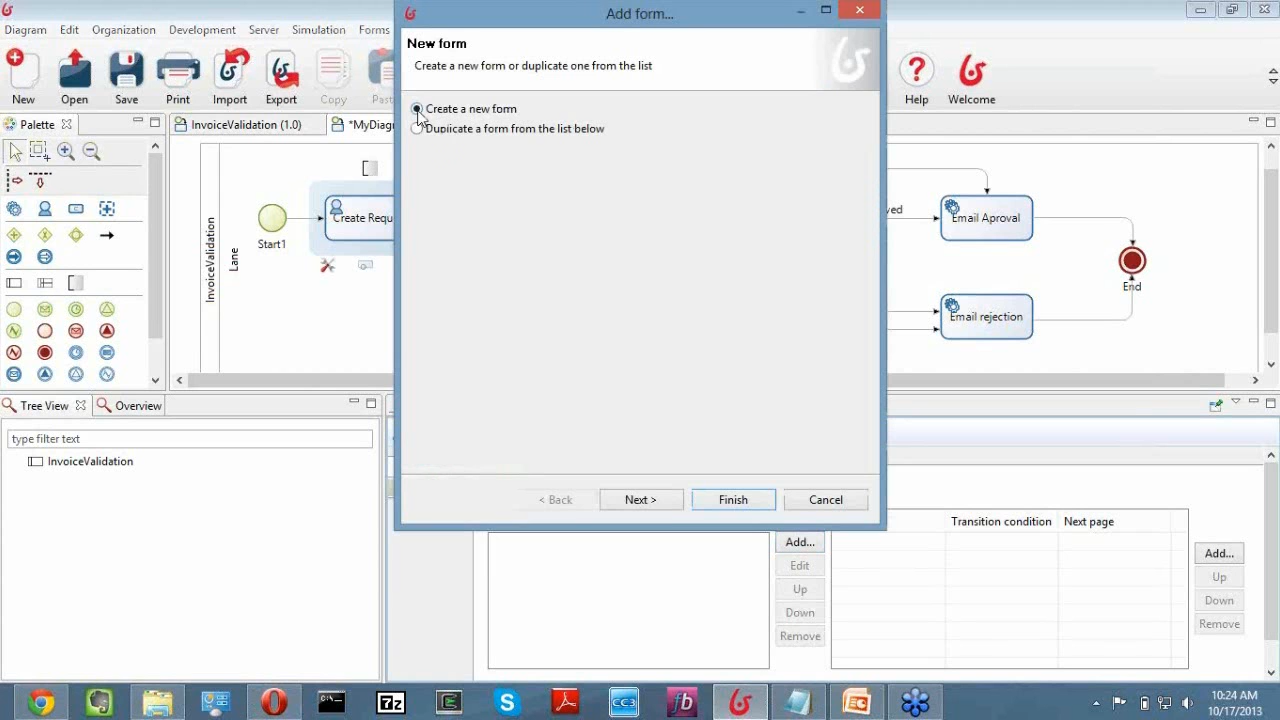 Add form...
Diagram Edit Organization Development Server Simulation Forms
New form
Create a new form or duplicate one from the list
New Open Save Print Import Export Copy Help Welcome
Create a new form
Duplicate a form from the list below
Palette
InvoiceValidation (1.0)
InvoiceValidation
Lane
Start1
Email Aproval
End
Email rejection
Tree View
Overview
type filter text
InvoiceValidation
< Back Next > Finish Cancel
Transition condition Next page
Add... Add...
Edit
Up Up
Down Down
Remove Remove
7z
CC3
fb
10:24 AM
10/17/2013